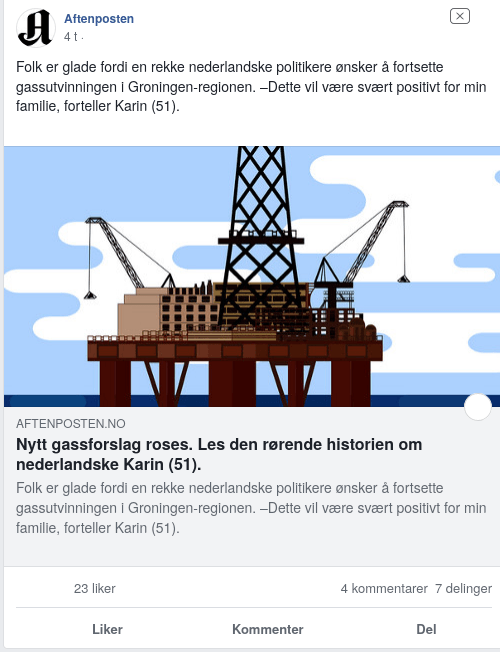 Aftenposten
4 t ·
Folk er glade fordi en rekke nederlandske politikere ønsker å fortsette
gassutvinningen i Groningen-regionen. –Dette vil være svært positivt for min
familie, forteller Karin (51).
AFTENPOSTEN.NO
Nytt gassforslag roses. Les den rørende historien om
nederlandske Karin (51).
Folk er glade fordi en rekke nederlandske politikere ønsker å fortsette
gassutvinningen i Groningen-regionen. –Dette vil være svært positivt for min
familie, forteller Karin (51).
23 liker 4 kommentarer 7 delinger
Liker Kommenter Del